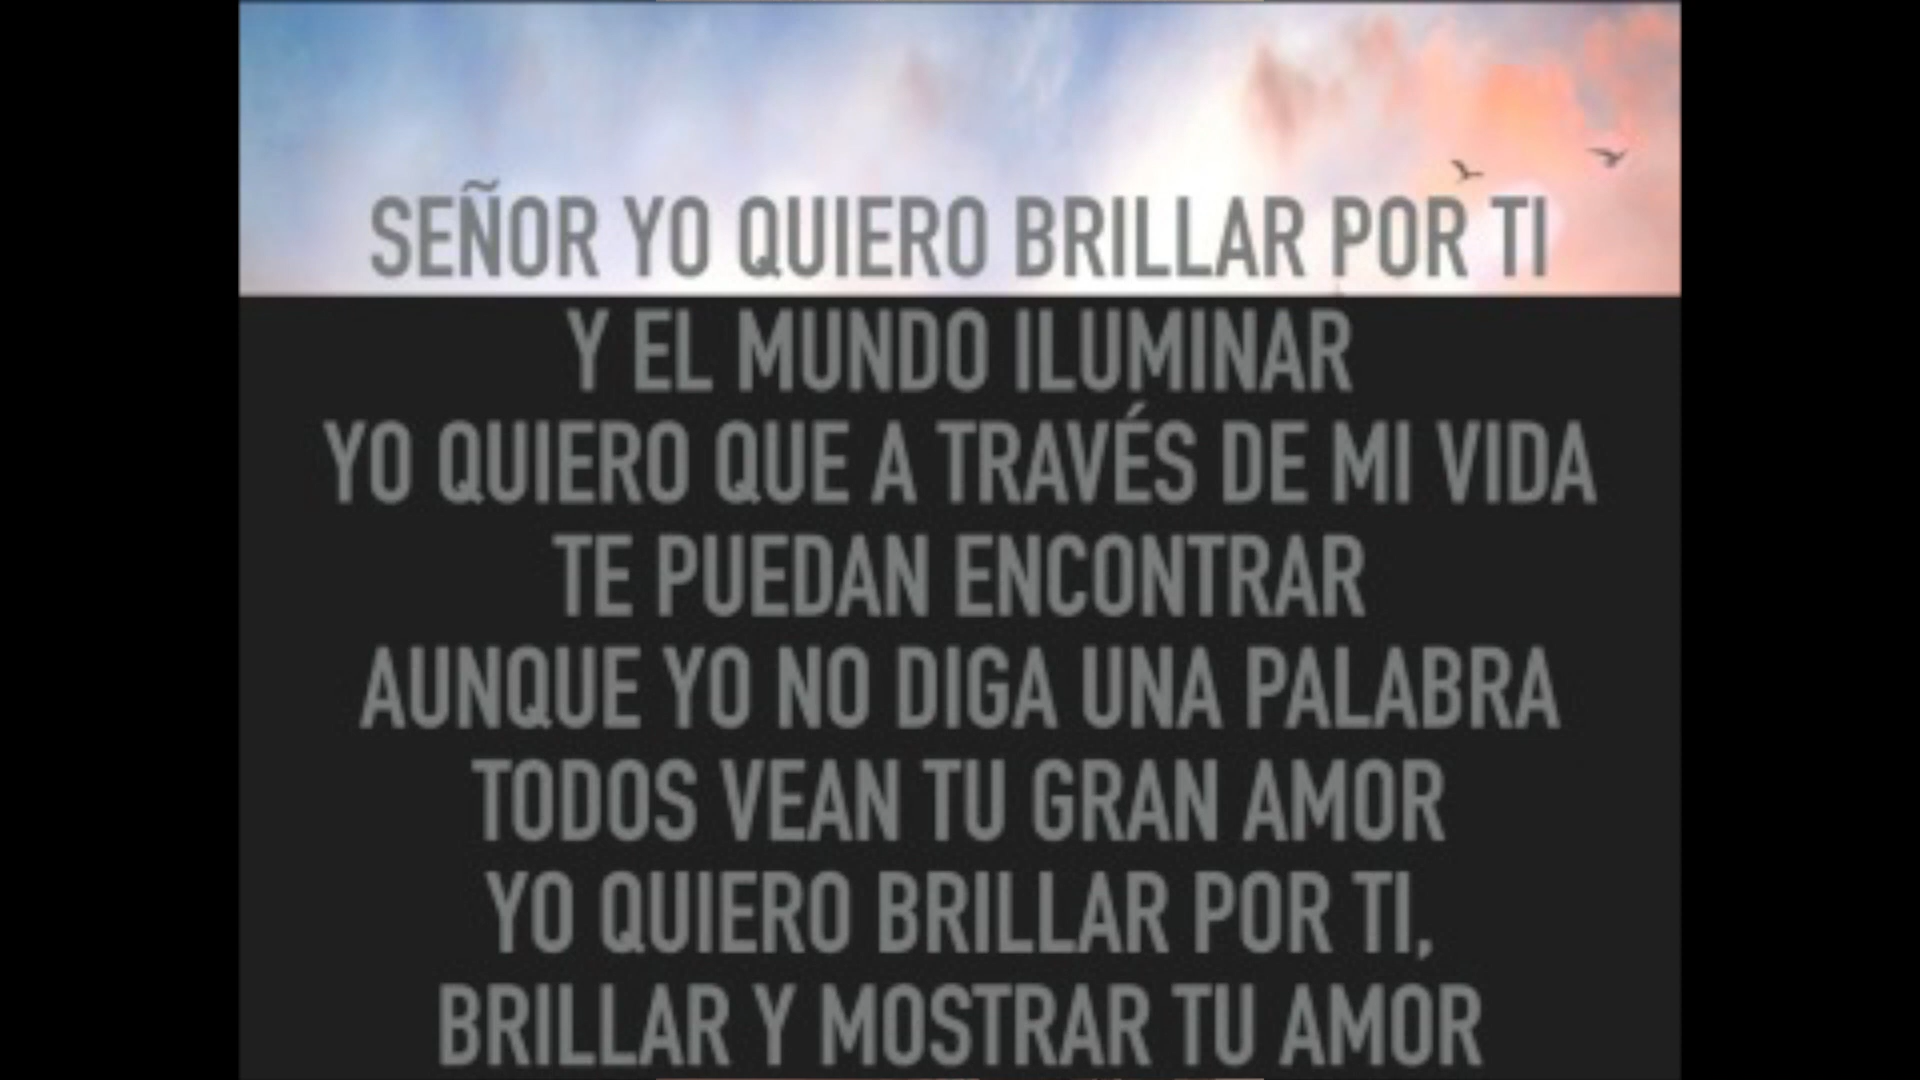 SEÑOR YO QUIERO BRILLAR POR TI
Y EL MUNDO ILUMINAR
YO QUIERO QUE A TRAVÉS DE MI VIDA
TE PUEDAN ENCONTRAR
AUNQUE YO NO DIGA UNA PALABRA
TODOS VEAN TU GRAN AMOR
YO QUIERO BRILLAR POR TI,
BRILLAR Y MOSTRAR TU AMOR